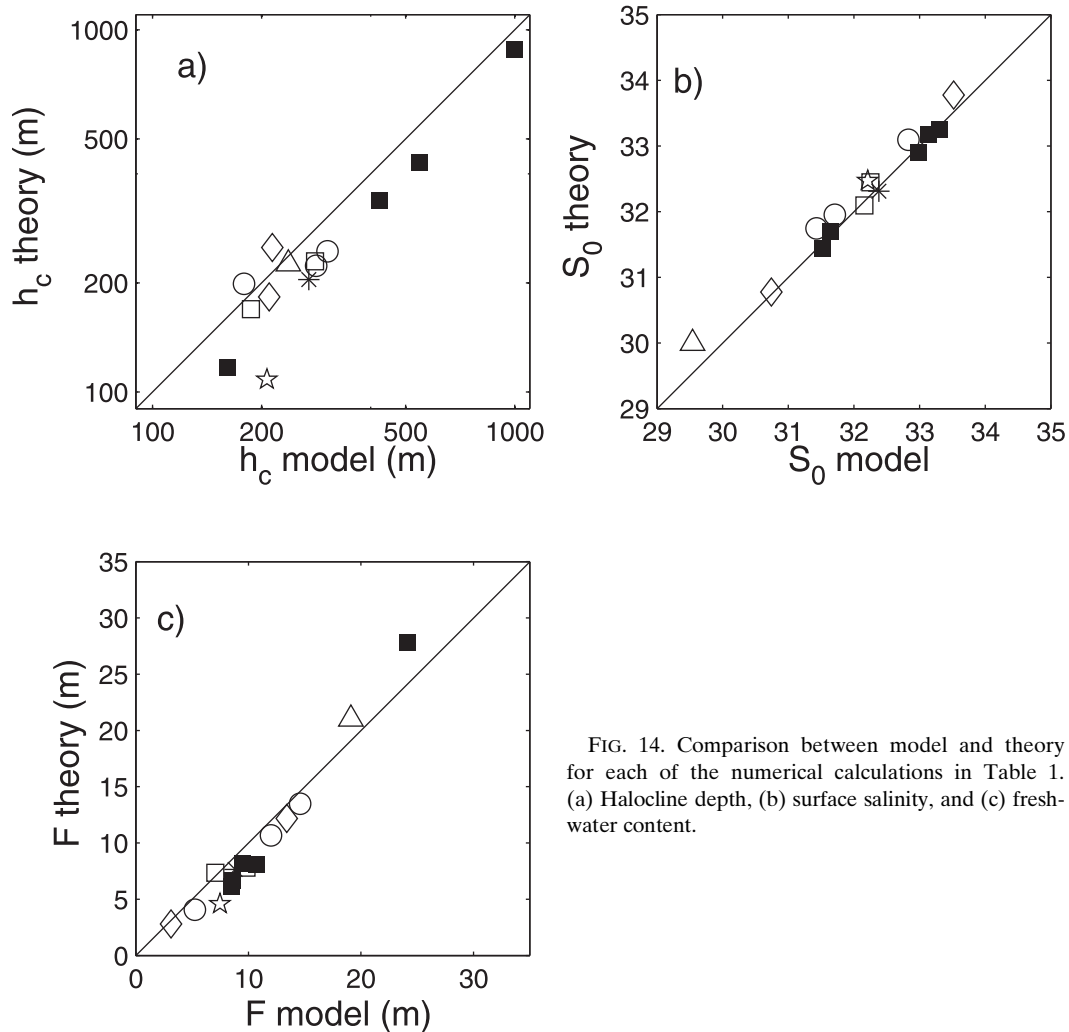 a)
1000
500
200
100
h_c theory (m)
100 200 500 1000
h_c model (m)
b)
35
34
33
32
31
30
29
S_0 theory
29 30 31 32 33 34 35
S_0 model
c)
35
30
25
20
15
10
5
0
F theory (m)
0 10 20 30
F model (m)
FIG. 14. Comparison between model and theory
for each of the numerical calculations in Table 1.
(a) Halocline depth, (b) surface salinity, and (c) fresh-
water content.